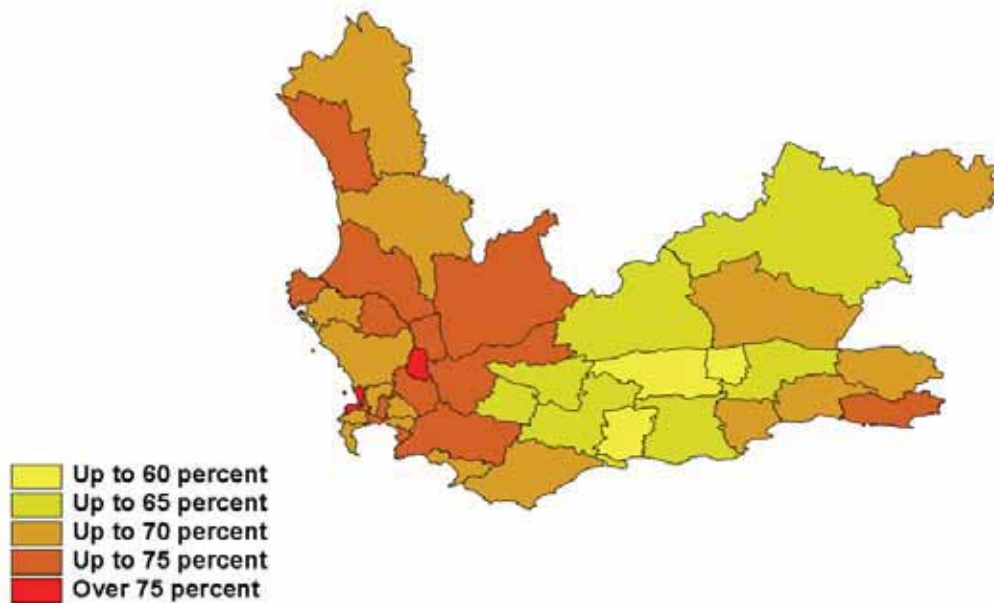 Up to 60 percent
Up to 65 percent
Up to 70 percent
Up to 75 percent
Over 75 percent